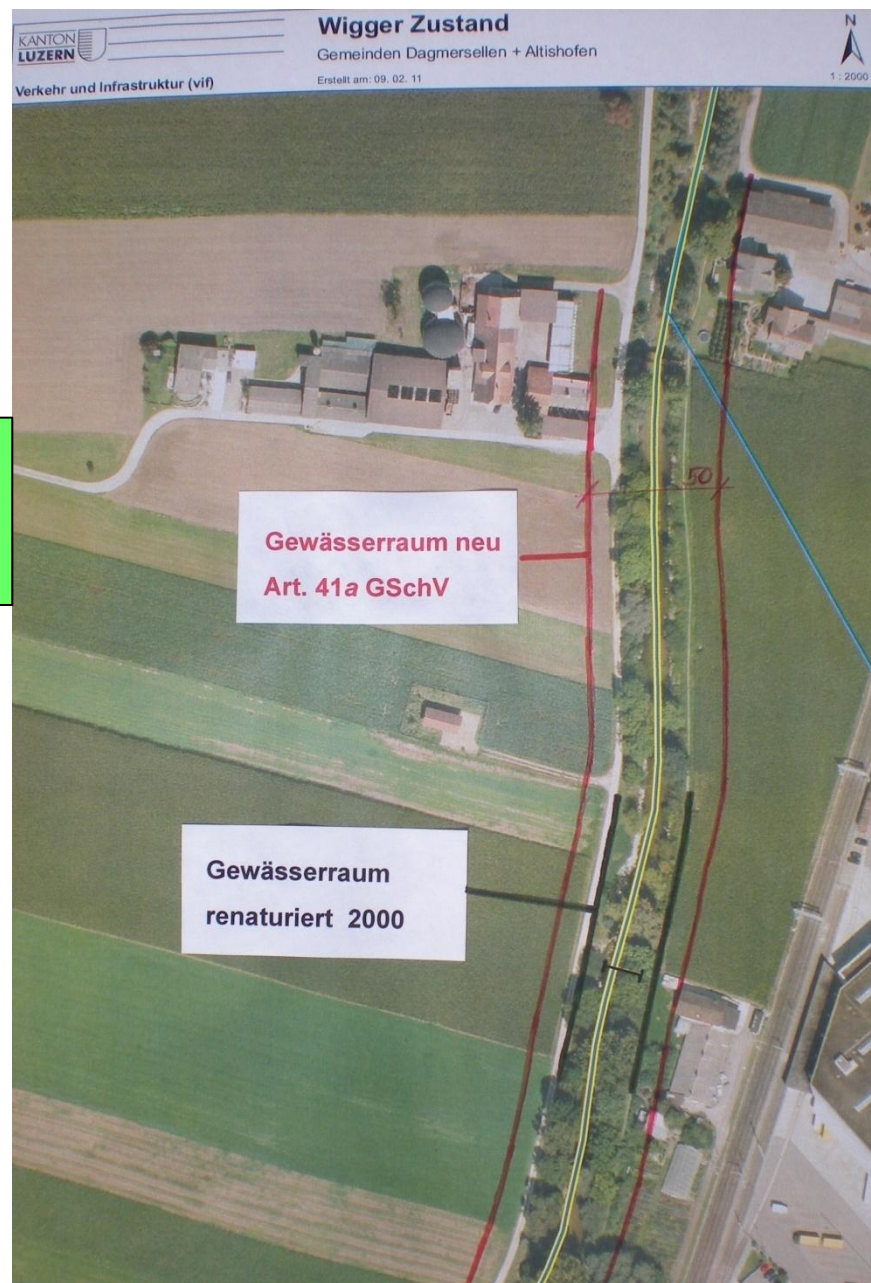 KANTON
LUZERN
Verkehr und Infrastruktur (vif)
Wigger Zustand
Gemeinden Dagmersellen + Altishofen
Erstellt am: 09. 02. 11
N
1 : 2000
50
Gewässerraum neu
Art. 41a GSchV
Gewässerraum
renaturiert 2000